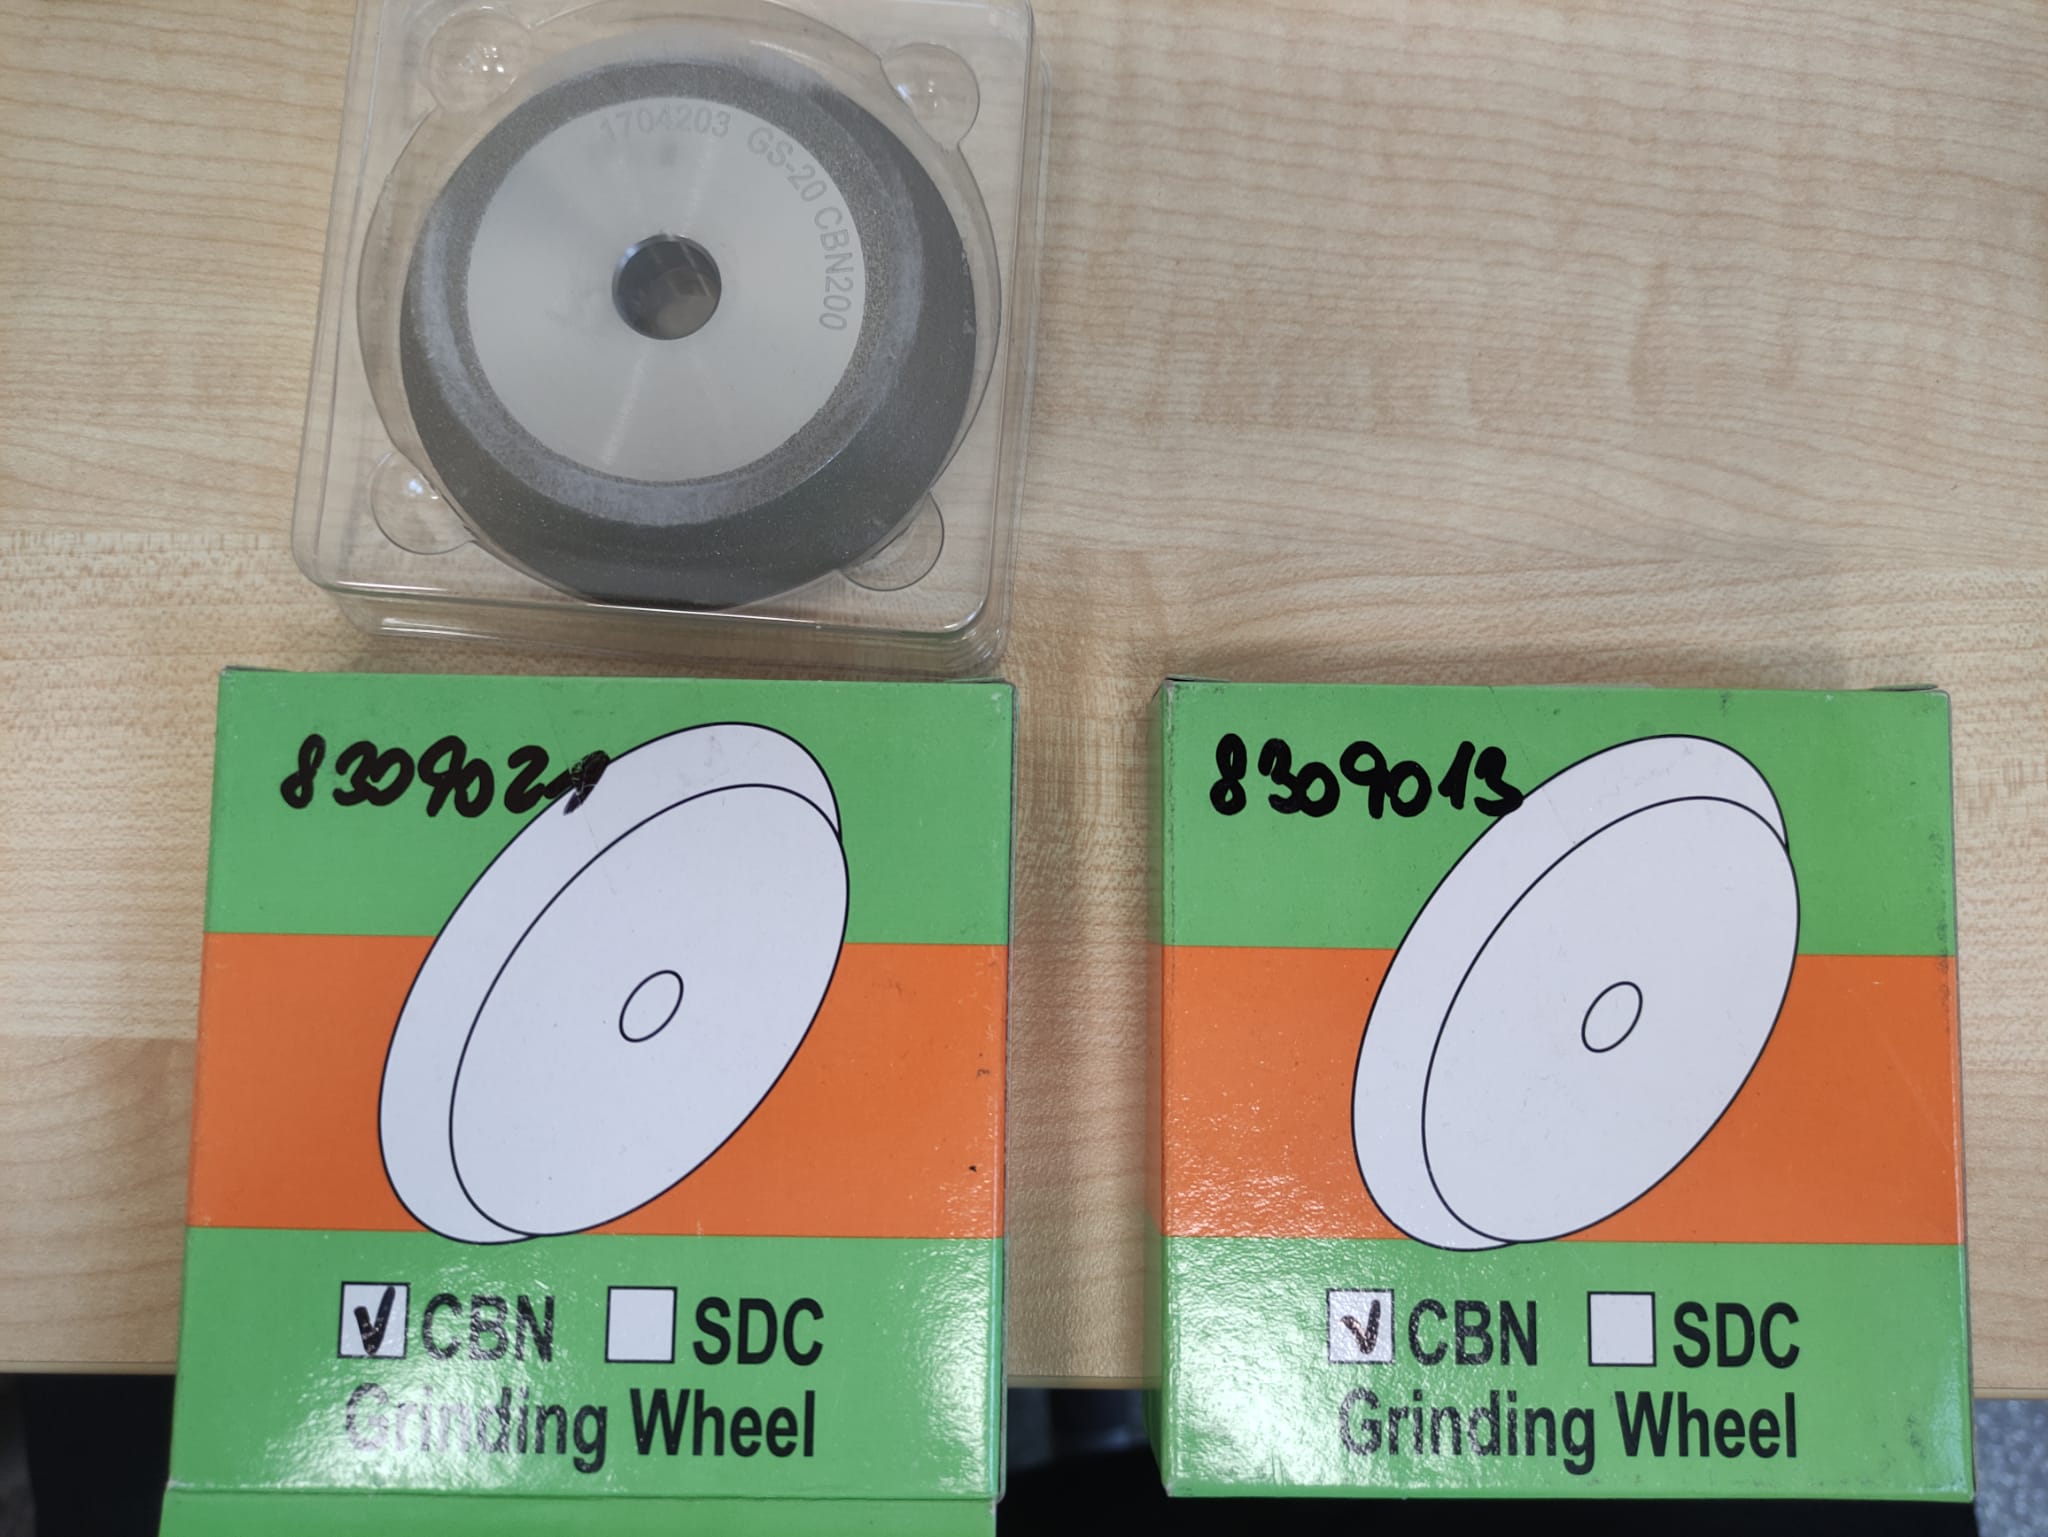 1704203 GS-20 CBN200
8309013
CBN SDC
Grinding Wheel
CBN SDC
Grinding Wheel